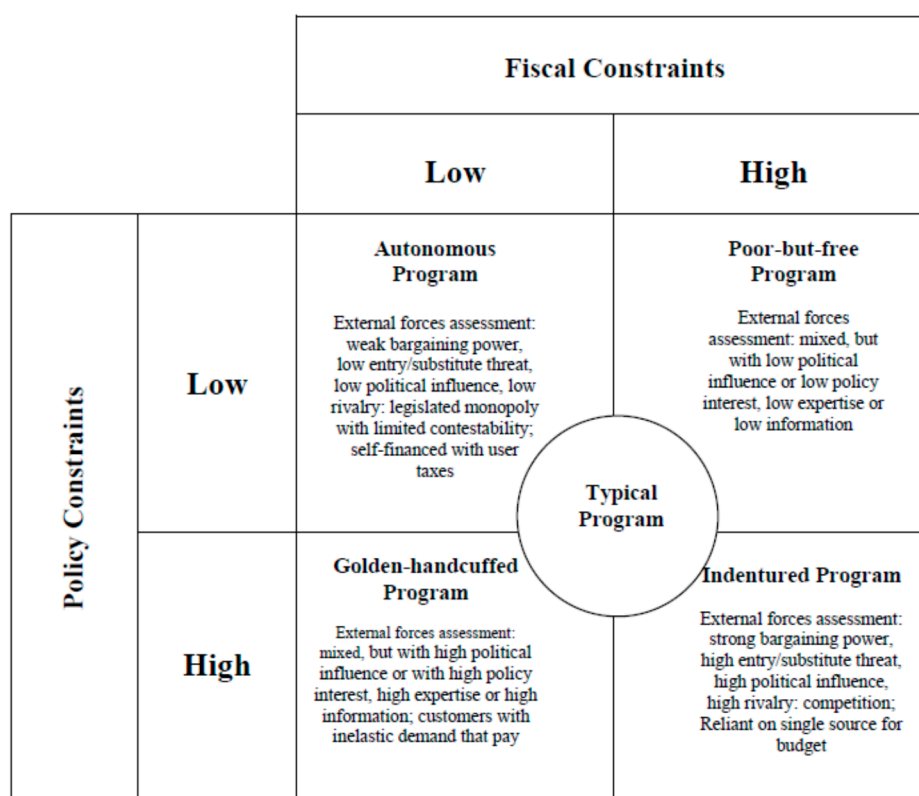 Fiscal Constraints
Low
High
Policy Constraints
Low
Autonomous
Program
External forces assessment:
weak bargaining power,
low entry/substitute threat,
low political influence, low
rivalry: legislated monopoly
with limited contestability;
self-financed with user
taxes
Poor-but-free
Program
External forces
assessment: mixed, but
with low political
influence or low policy
interest, low expertise or
low information
Typical
Program
High
Golden-handcuffed
Program
External forces assessment:
mixed, but with high political
influence or with high policy
interest, high expertise or high
information; customers with
inelastic demand that pay
Indentured Program
External forces assessment:
strong bargaining power,
high entry/substitute threat,
high political influence,
high rivalry: competition;
Reliant on single source for
budget